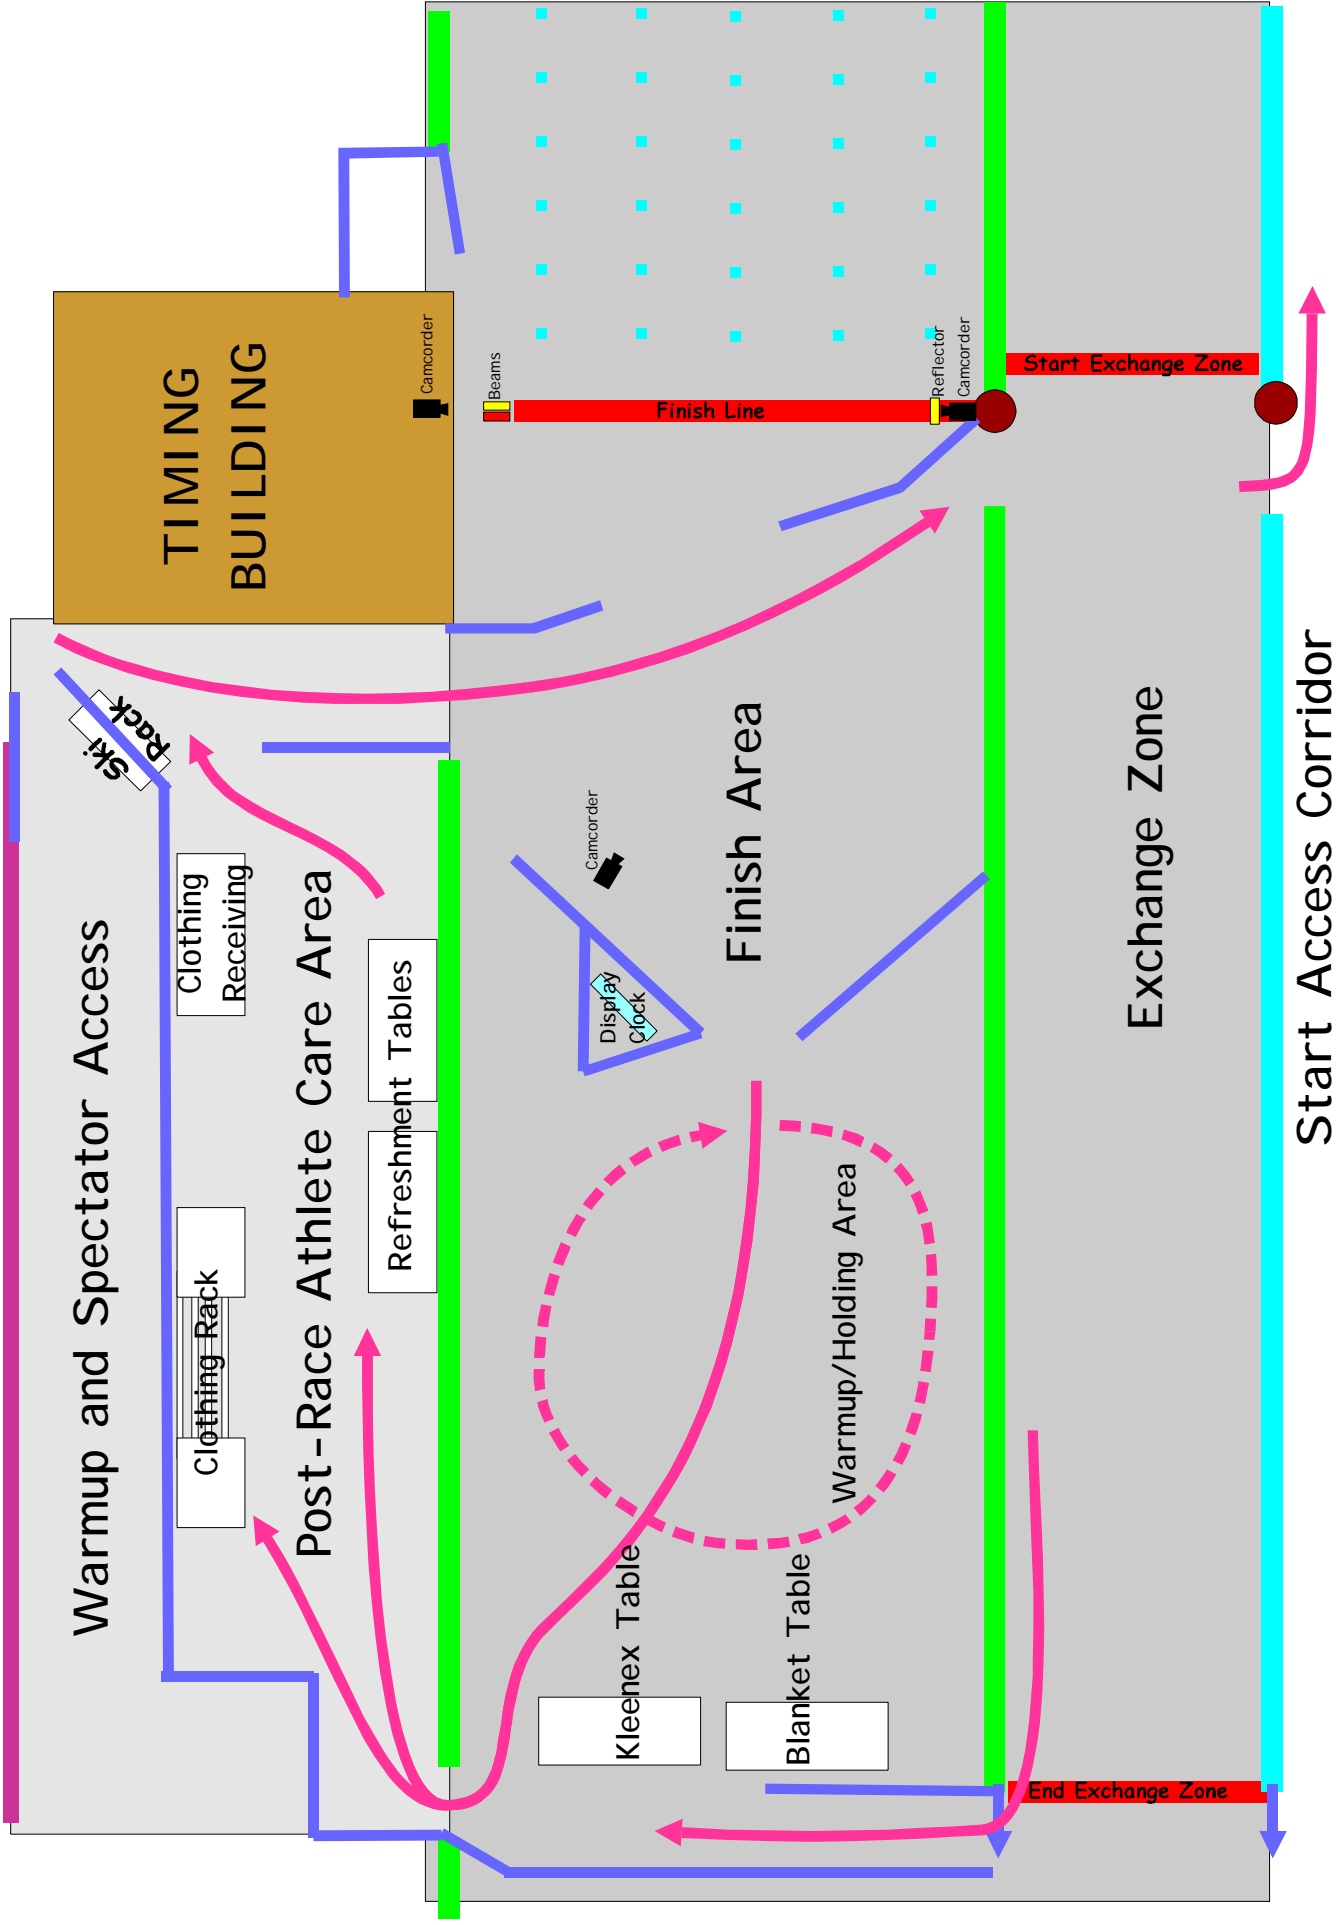 TIMING
BUILDING
Camcorder
Beams
Finish Line
Reflector
Camcorder
Start Exchange Zone
Ski
Rack
Clothing
Receiving
Warmup and Spectator Access
Post-Race Athlete Care Area
Refreshment Tables
Clothing Rack
Camcorder
Display
Clock
Finish Area
Exchange Zone
Start Access Corridor
Warmup/Holding Area
Kleenex Table
Blanket Table
End Exchange Zone